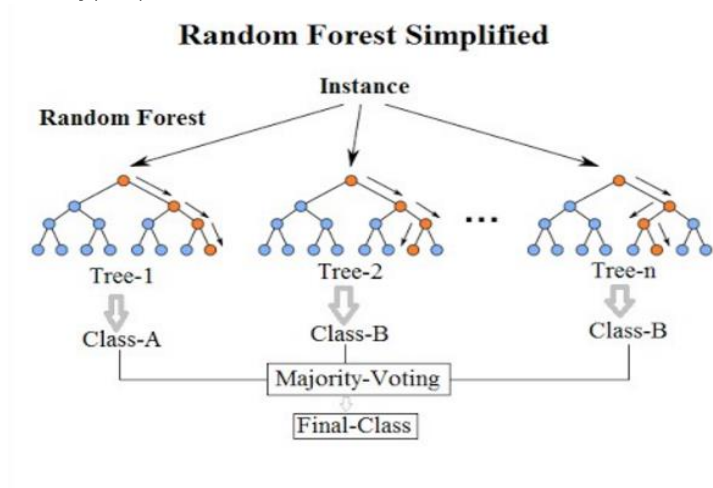 Random Forest Simplified
Instance
Random Forest
...
Tree-1
Tree-2
Tree-n
Class-A
Class-B
Class-B
Majority-Voting
Final-Class